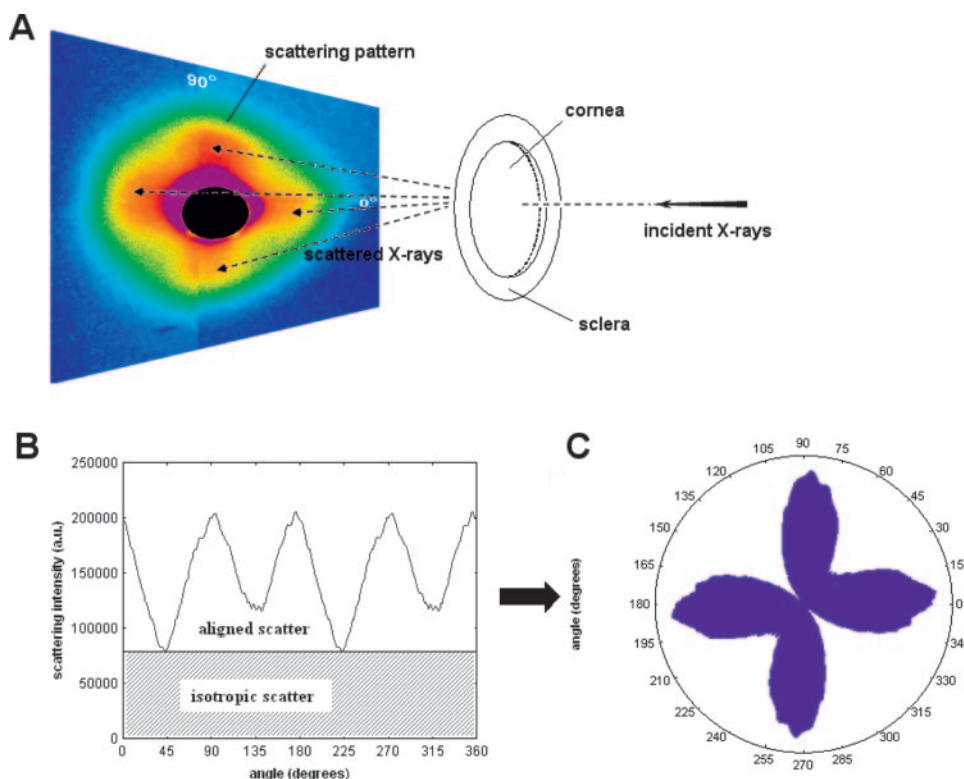 A
scattering pattern
90°
cornea
0°
incident X-rays
scattered X-rays
sclera
B
250000
200000
150000
100000
50000
0
scattering intensity (a.u.)
aligned scatter
isotropic scatter
0 45 90 135 180 225 270 315 360
angle (degrees)
C
angle (degrees)
105 90 75
120 60
135 45
150 30
165 15
180 0
195 34
210 330
225 315
240 300
255 270 285